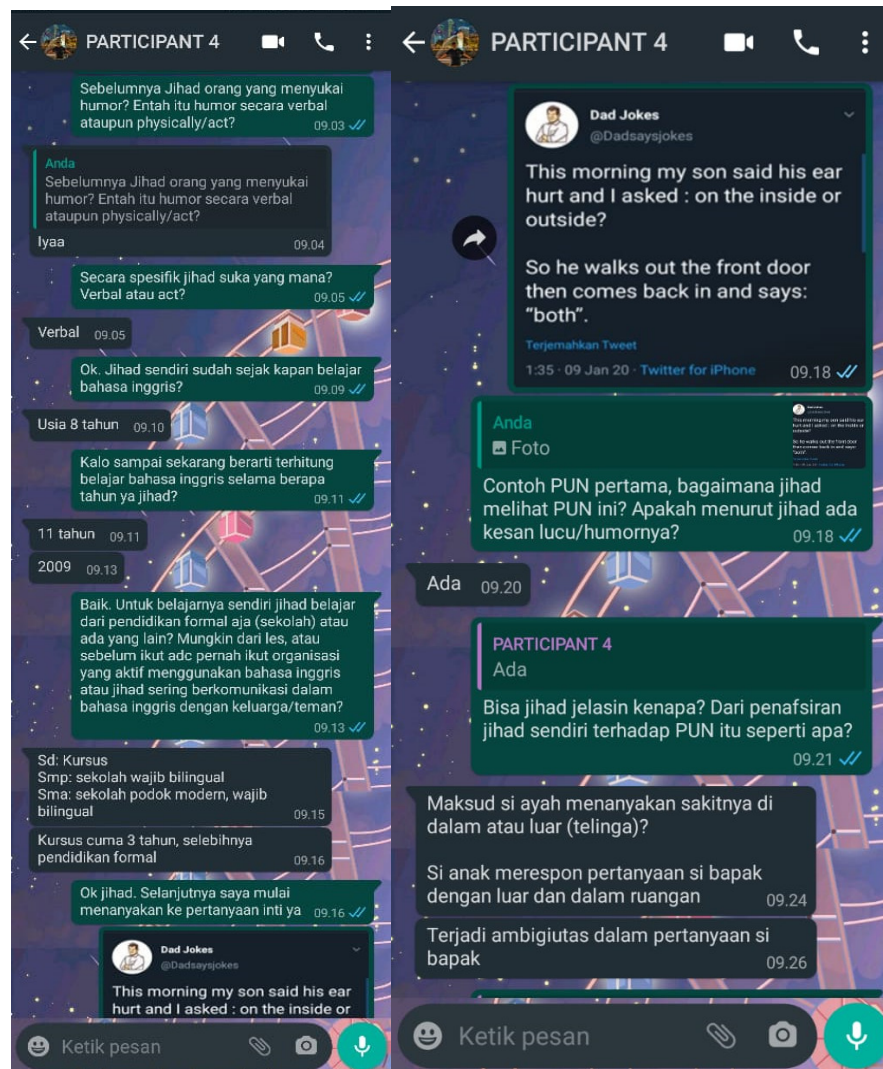 PARTICIPANT 4
Sebelumnya Jihad orang yang menyukai
humor? Entah itu humor secara verbal
ataupun physically/act?
09.03
Anda
Sebelumnya Jihad orang yang menyukai
humor? Entah itu humor secara verbal
ataupun physically/act?
Iyaa
09.04
Secara spesifik jihad suka yang mana?
Verbal atau act?
09.05
Verbal 09.05
Ok. Jihad sendiri sudah sejak kapan belajar
bahasa inggris?
09.09
Usia 8 tahun 09.10
Kalo sampai sekarang berarti terhitung
belajar bahasa inggris selama berapa
tahun ya jihad?
09.11
11 tahun 09.11
2009 09.13
Baik. Untuk belajarnya sendiri jihad belajar
dari pendidikan formal aja (sekolah) atau
ada yang lain? Mungkin dari les, atau
sebelum ikut adc pernah ikut organisasi
yang aktif menggunakan bahasa inggris
atau jihad sering berkomunikasi dalam
bahasa inggris dengan keluarga/teman?
09.13
Sd: Kursus
Smp: sekolah wajib bilingual
Sma: sekolah podok modern, wajib
bilingual
09.15
Kursus cuma 3 tahun, selebihnya
pendidikan formal
09.16
Ok jihad. Selanjutnya saya mulai
menanyakan ke pertanyaan inti ya 09.16
Dad Jokes
@Dadsaysjokes
This morning my son said his ear
hurt and I asked : on the inside or
Ketik pesan
PARTICIPANT 4
Dad Jokes
@Dadsaysjokes
This morning my son said his ear
hurt and I asked : on the inside or
outside?
So he walks out the front door
then comes back in and says:
“both”.
Terjemahkan Tweet
1:35 · 09 Jan 20 · Twitter for iPhone
09.18
Anda
Foto
Contoh PUN pertama, bagaimana jihad
melihat PUN ini? Apakah menurut jihad ada
kesan lucu/humornya?
09.18
Ada 09.20
PARTICIPANT 4
Ada
Bisa jihad jelasin kenapa? Dari penafsiran
jihad sendiri terhadap PUN itu seperti apa?
09.21
Maksud si ayah menanyakan sakitnya di
dalam atau luar (telinga)?
Si anak merespon pertanyaan si bapak
dengan luar dan dalam ruangan
09.24
Terjadi ambigiutas dalam pertanyaan si
bapak
09.26
Ketik pesan